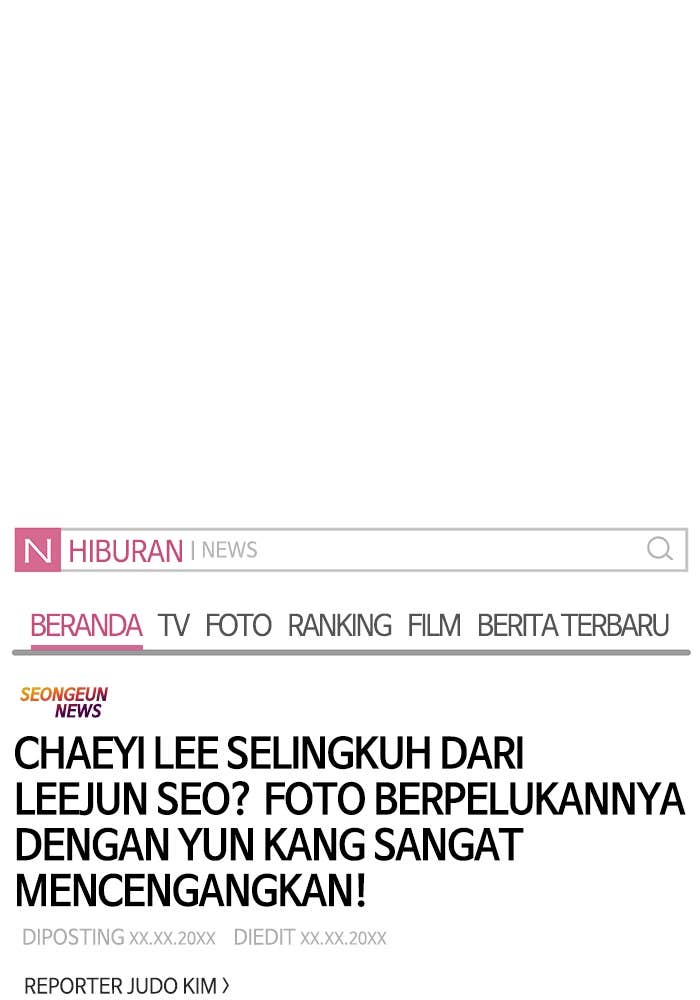 N HIBURAN | NEWS
BERANDA TV FOTO RANKING FILM BERITA TERBARU
SEONGEUN
NEWS
CHAEYI LEE SELINGKUH DARI
LEEJUN SEO? FOTO BERPELUKANNYA
DENGAN YUN KANG SANGAT
MENCENGANGKAN!
DIPOSTING XX.XX.20XX DIEDIT XX.XX.20XX
REPORTER JUDO KIM >